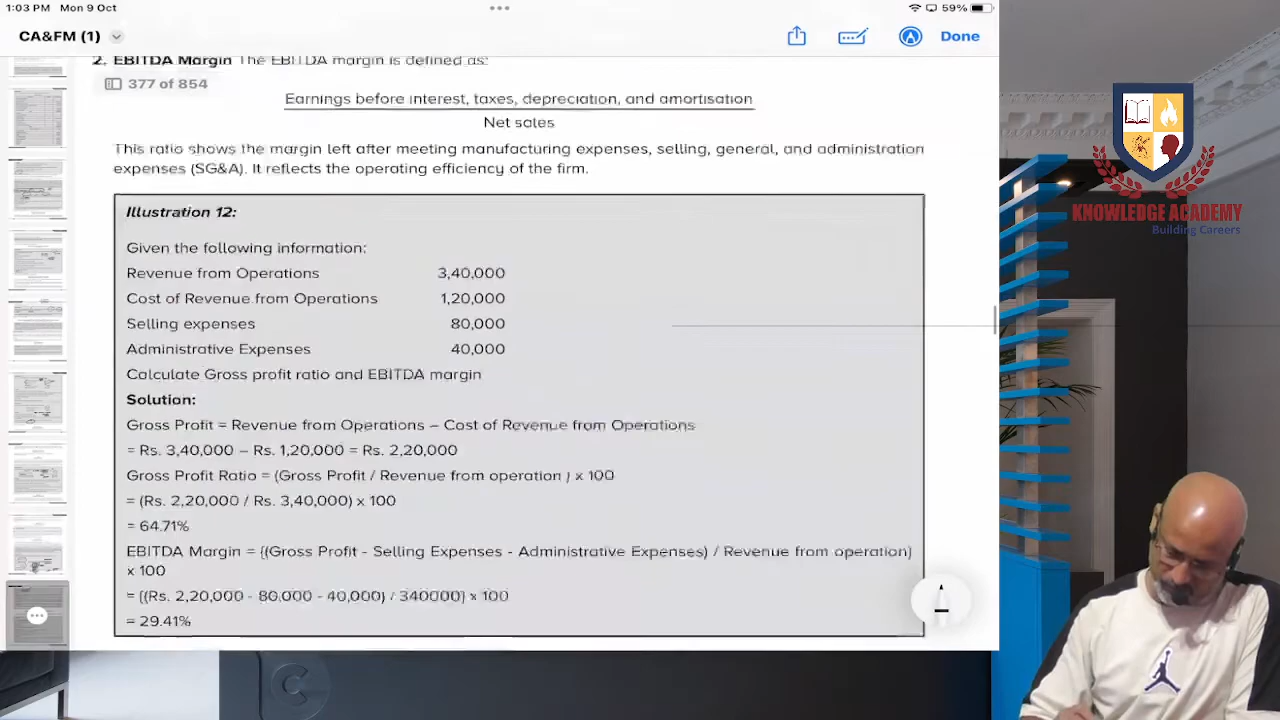 1:03 PM Mon 9 Oct
59%
CA&FM (1)
Done
2. EBITDA Margin The EBITDA margin is defined as:
377 of 854
Earnings before interest, taxes, depreciation, and amortisation
Net sales
This ratio shows the margin left after meeting manufacturing expenses, selling, general, and administration
expenses (SG&A). It reflects the operating efficiency of the firm.
Illustration 12:
Given the following information:
Revenue from Operations 3,40,000
Cost of Revenue from Operations 1,20,000
Selling expenses 80,000
Administrative Expenses 40,000
Calculate Gross profit ratio and EBITDA margin
Solution:
Gross Profit = Revenue from Operations – Cost of Revenue from Operations
= Rs. 3,40,000 – Rs. 1,20,000 = Rs. 2,20,000
Gross Profit Ratio = (Gross Profit / Revenue from operation ) x 100
= (Rs. 2,20,000 / Rs. 3,40,000) x 100
= 64.71%
EBITDA Margin = {(Gross Profit - Selling Expenses - Administrative Expenses) / Revenue from operation}
x 100
= {(Rs. 2,20,000 - 80,000 - 40,000) / 340000} x 100
= 29.41%
KNOWLEDGE ACADEMY
Building Careers